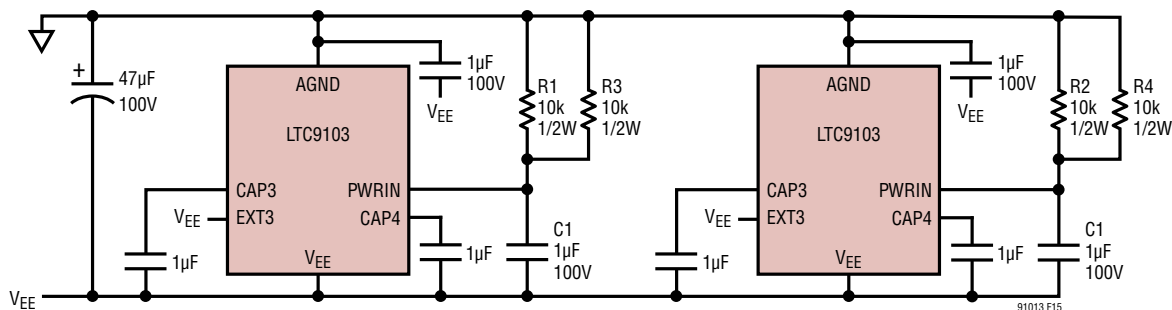 +
47µF
100V
AGND
LTC9103
CAP3
EXT3
PWRIN
CAP4
VEE
VEE
1µF
1µF
100V
VEE
1µF
R1
10k
1/2W
R3
10k
1/2W
C1
1µF
100V
AGND
LTC9103
CAP3
EXT3
PWRIN
CAP4
VEE
VEE
1µF
1µF
100V
VEE
1µF
R2
10k
1/2W
R4
10k
1/2W
C1
1µF
100V
VEE
91013 F15